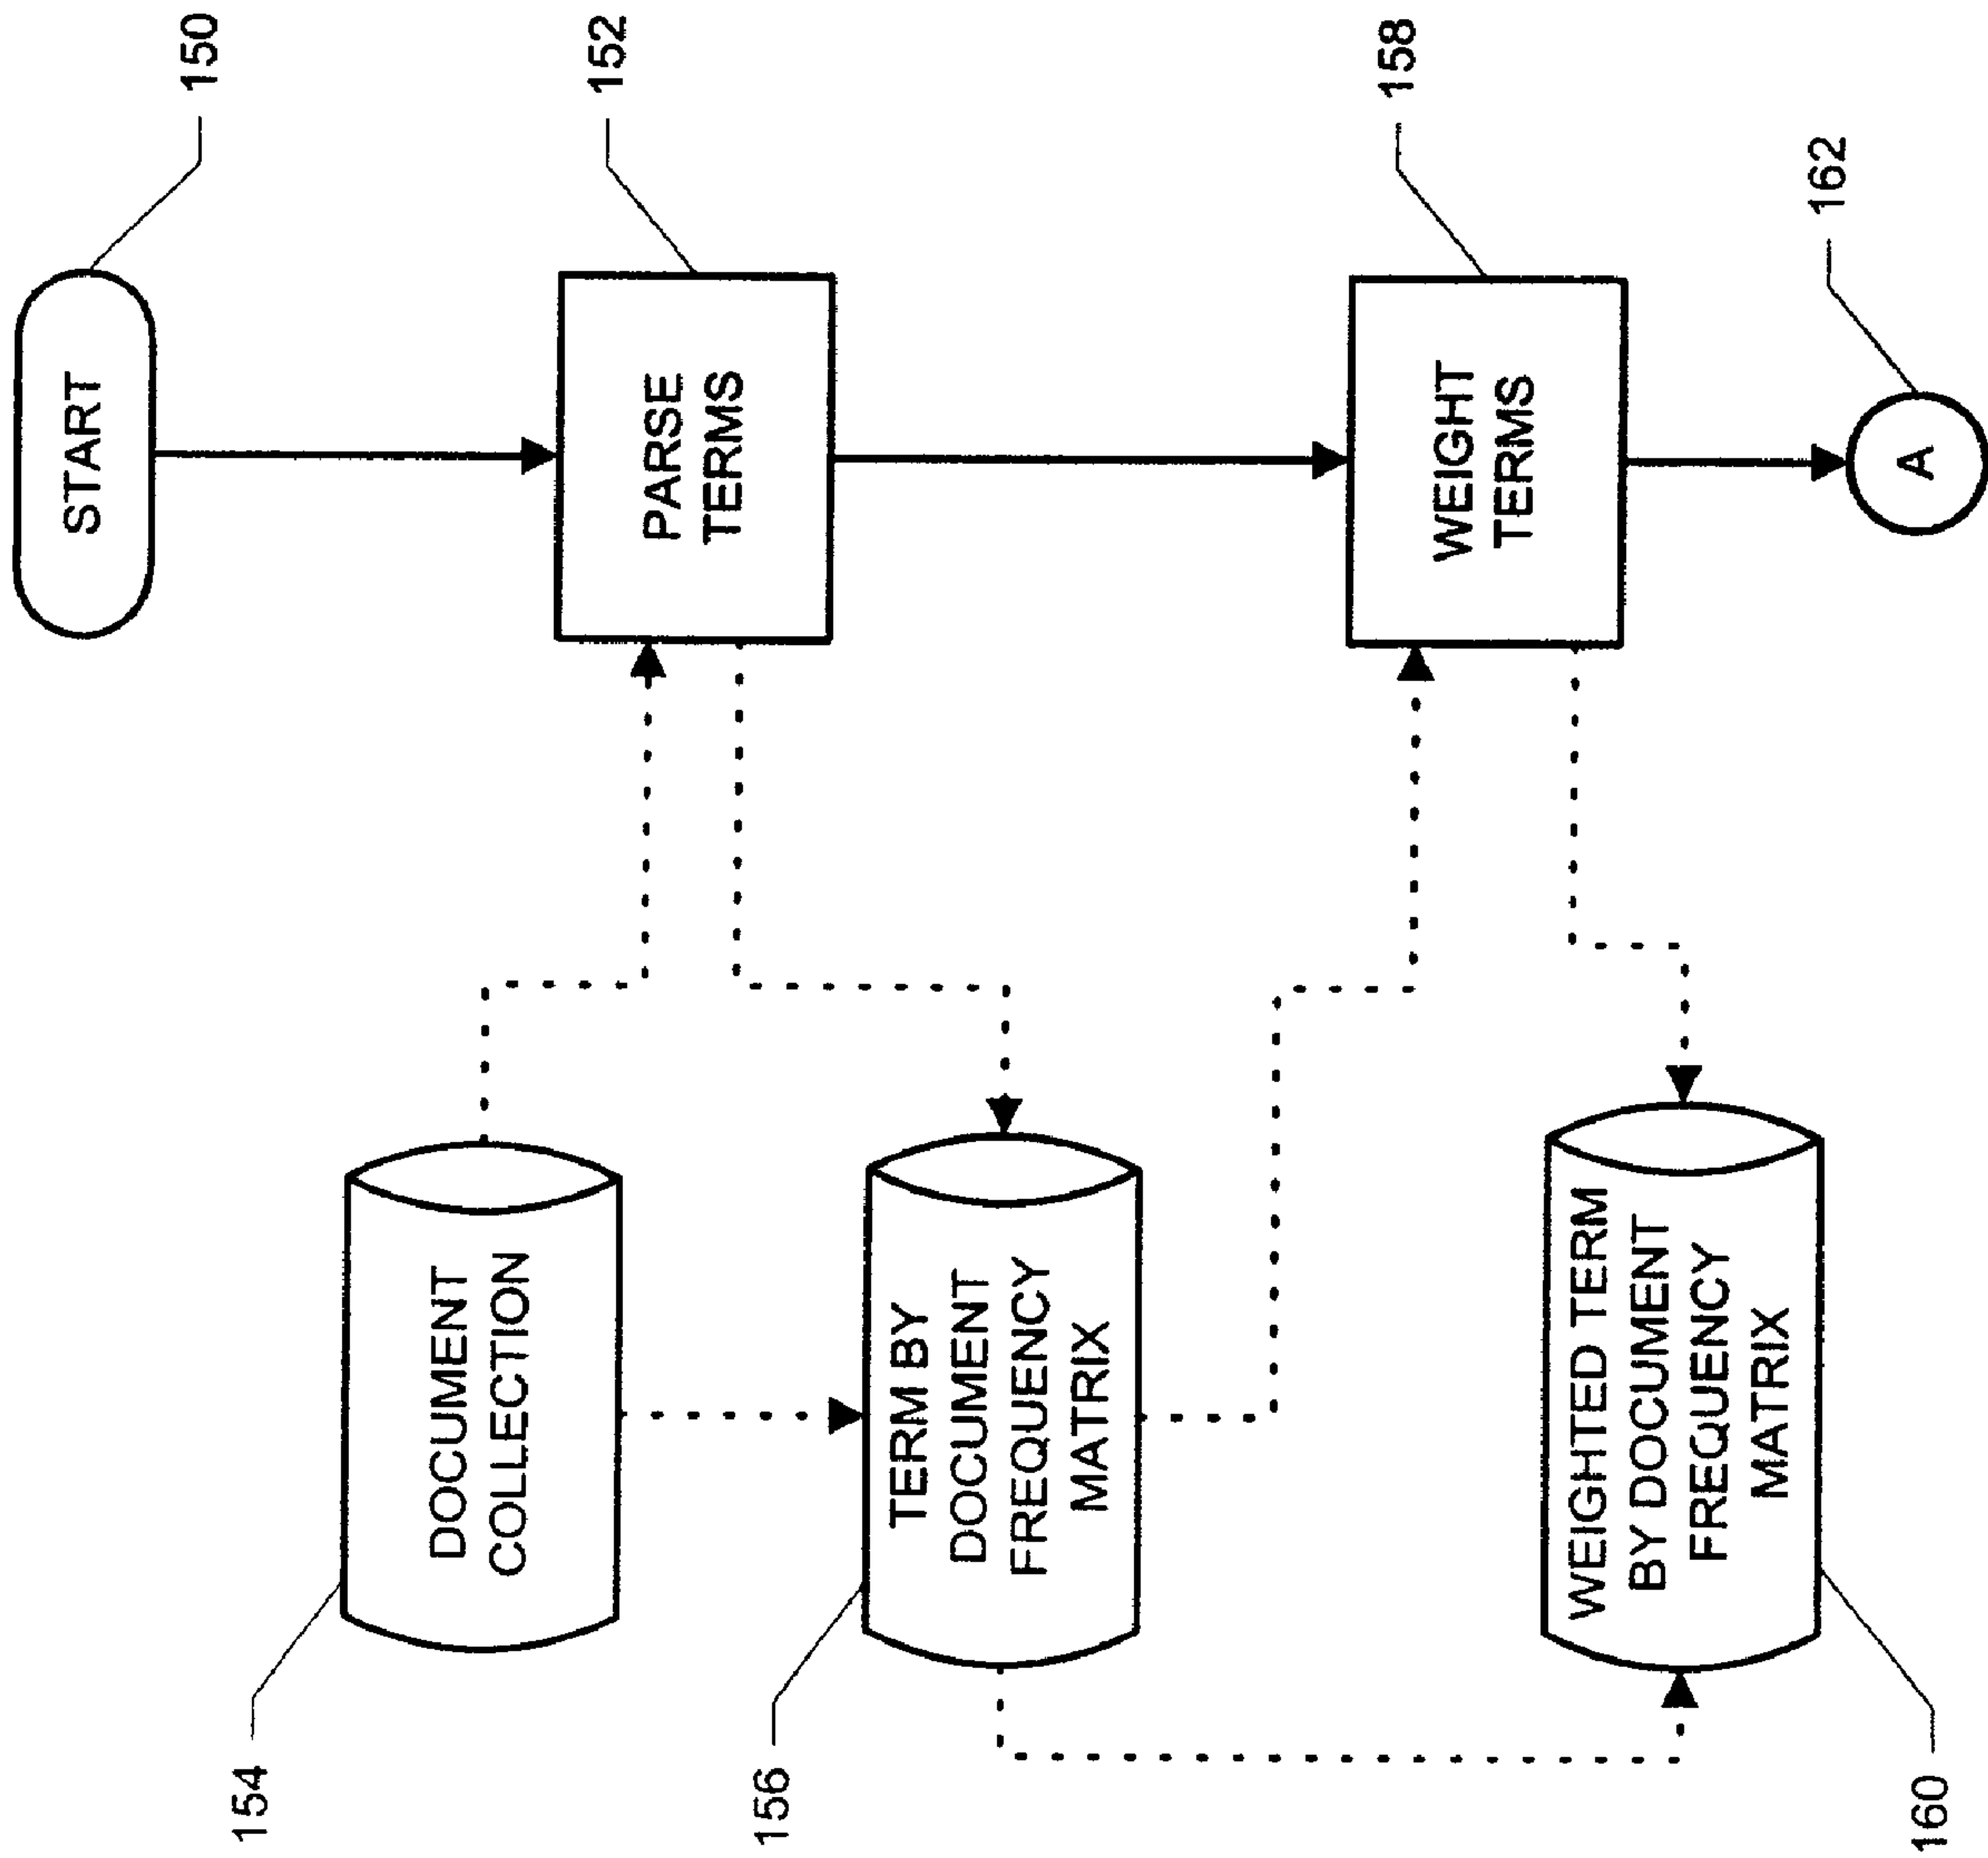 START
150
PARSE
TERMS
152
DOCUMENT
COLLECTION
154
TERM BY
DOCUMENT
FREQUENCY
MATRIX
156
WEIGHT
TERMS
158
WEIGHTED TERM
BY DOCUMENT
FREQUENCY
MATRIX
160
A
162